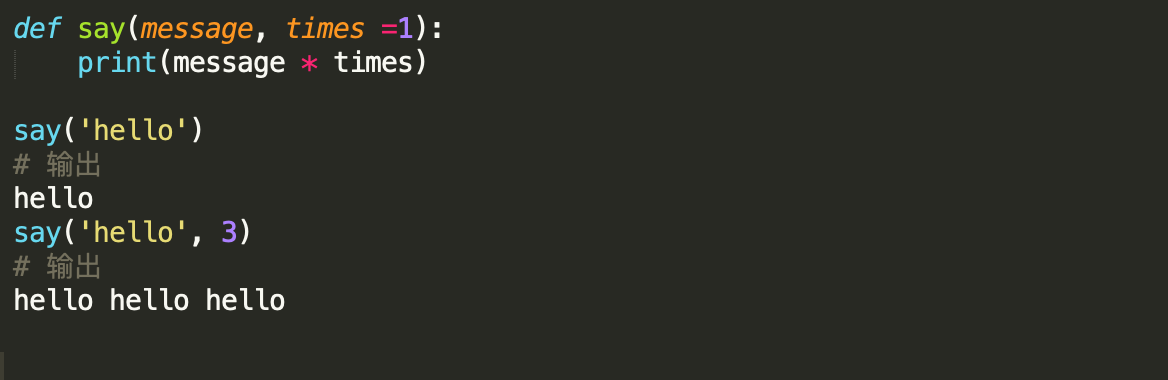 def say(message, times =1):
    print(message * times)
say('hello')
# 输出
hello
say('hello', 3)
# 输出
hello hello hello